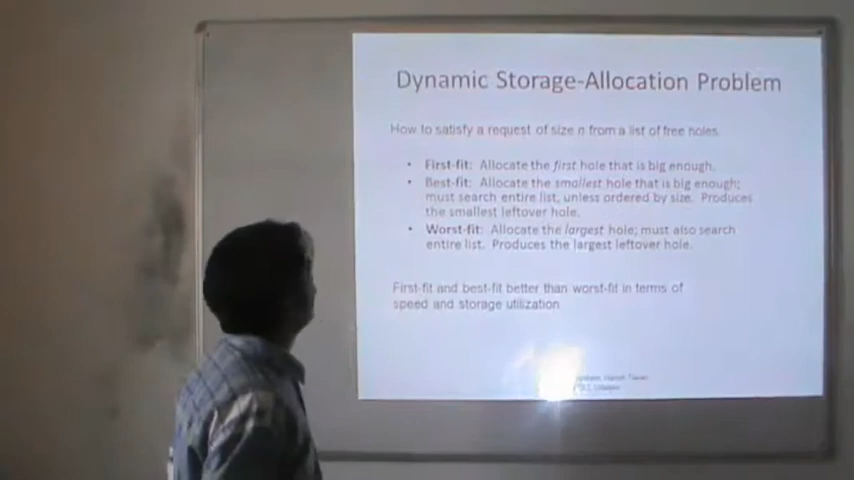 Dynamic Storage-Allocation Problem
How to satisfy a request of size n from a list of free holes
• First-fit: Allocate the first hole that is big enough.
• Best-fit: Allocate the smallest hole that is big enough;
must search entire list, unless ordered by size. Produces
the smallest leftover hole.
• Worst-fit: Allocate the largest hole; must also search
entire list. Produces the largest leftover hole.
First-fit and best-fit better than worst-fit in terms of
speed and storage utilization